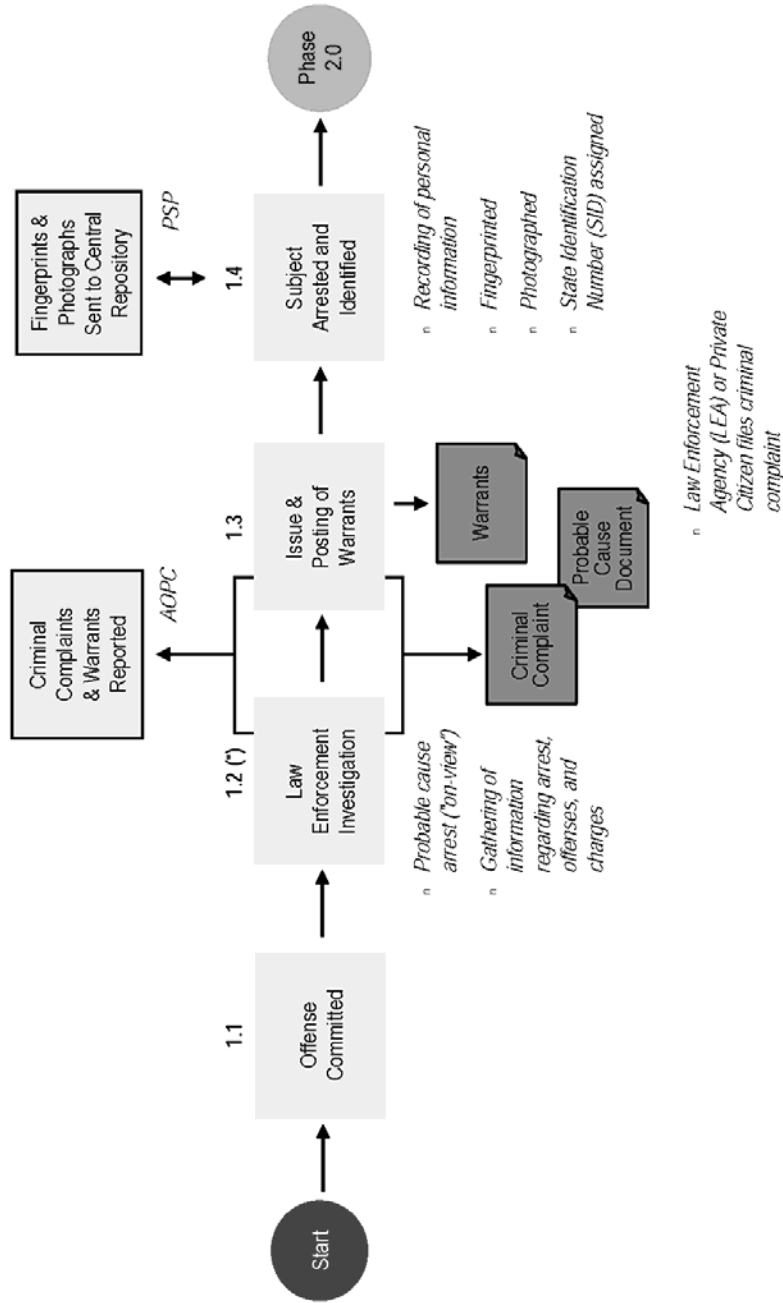 Start
1.1
Offense
Committed
1.2 (*)
Law
Enforcement
Investigation
n Probable cause
arrest ("on-view")
n Gathering of
information
regarding arrest,
offenses, and
charges
Criminal
Complaints
& Warrants
Reported
AOPC
1.3
Issue &
Posting of
Warrants
Criminal
Complaint
Probable
Cause
Document
Warrants
n Law Enforcement
Agency (LEA) or Private
Citizen files criminal
complaint
Fingerprints &
Photographs
Sent to Central
Repository
PSP
1.4
Subject
Arrested and
Identified
n Recording of personal
information
n Fingerprinted
n Photographed
n State Identification
Number (SID) assigned
Phase
2.0